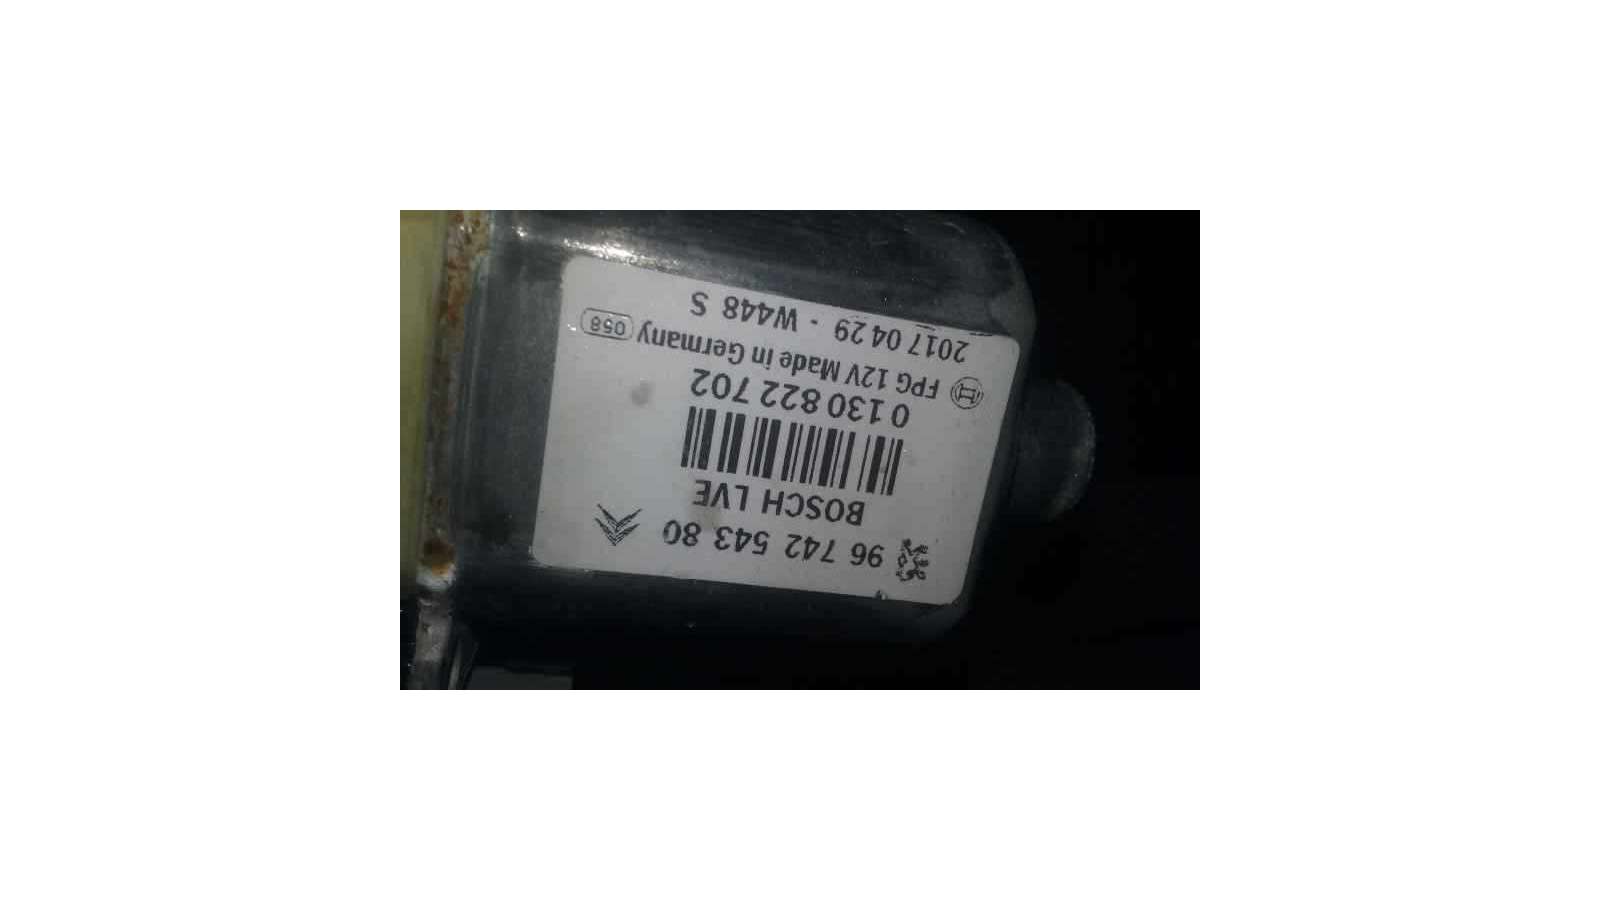 96 742 543 80
BOSCH LVE
0 130 822 702
FPG 12V Made in Germany 058
2017 04 29 - W448 S